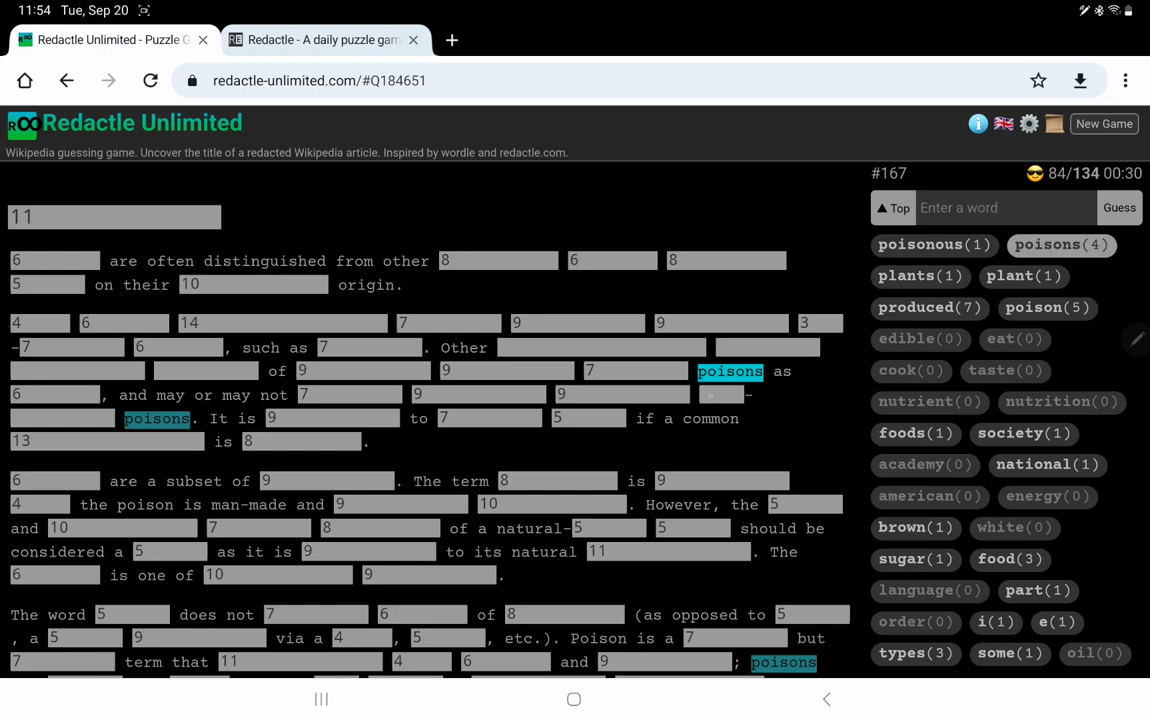 11:54 Tue, Sep 20
Redactle Unlimited - Puzzle G
Redactle - A daily puzzle gam
redactle-unlimited.com/#Q184651
Redactle Unlimited
New Game
Wikipedia guessing game. Uncover the title of a redacted Wikipedia article. Inspired by wordle and redactle.com.
#167 84/134 00:30
11
▲ Top Enter a word Guess
6 are often distinguished from other 8 6 8
5 on their 10 origin.
4 6 14 7 9 9 3
-7 6 , such as 7 . Other
of 9 9 7 poisons as
6 , and may or may not 7 9 9 -
poisons. It is 9 to 7 5 if a common
13 is 8 .
6 are a subset of 9 . The term 8 is 9
4 the poison is man-made and 9 10 . However, the 5
and 10 7 8 of a natural-5 5 should be
considered a 5 as it is 9 to its natural 11 . The
6 is one of 10 9 .
The word 5 does not 7 6 of 8 (as opposed to 5
, a 5 9 via a 4 , 5 , etc.). Poison is a 7 but
7 term that 11 4 6 and 9 ; poisons
poisonous(1) poisons(4)
plants(1) plant(1)
produced(7) poison(5)
edible(0) eat(0)
cook(0) taste(0)
nutrient(0) nutrition(0)
foods(1) society(1)
academy(0) national(1)
american(0) energy(0)
brown(1) white(0)
sugar(1) food(3)
language(0) part(1)
order(0) i(1) e(1)
types(3) some(1) oil(0)